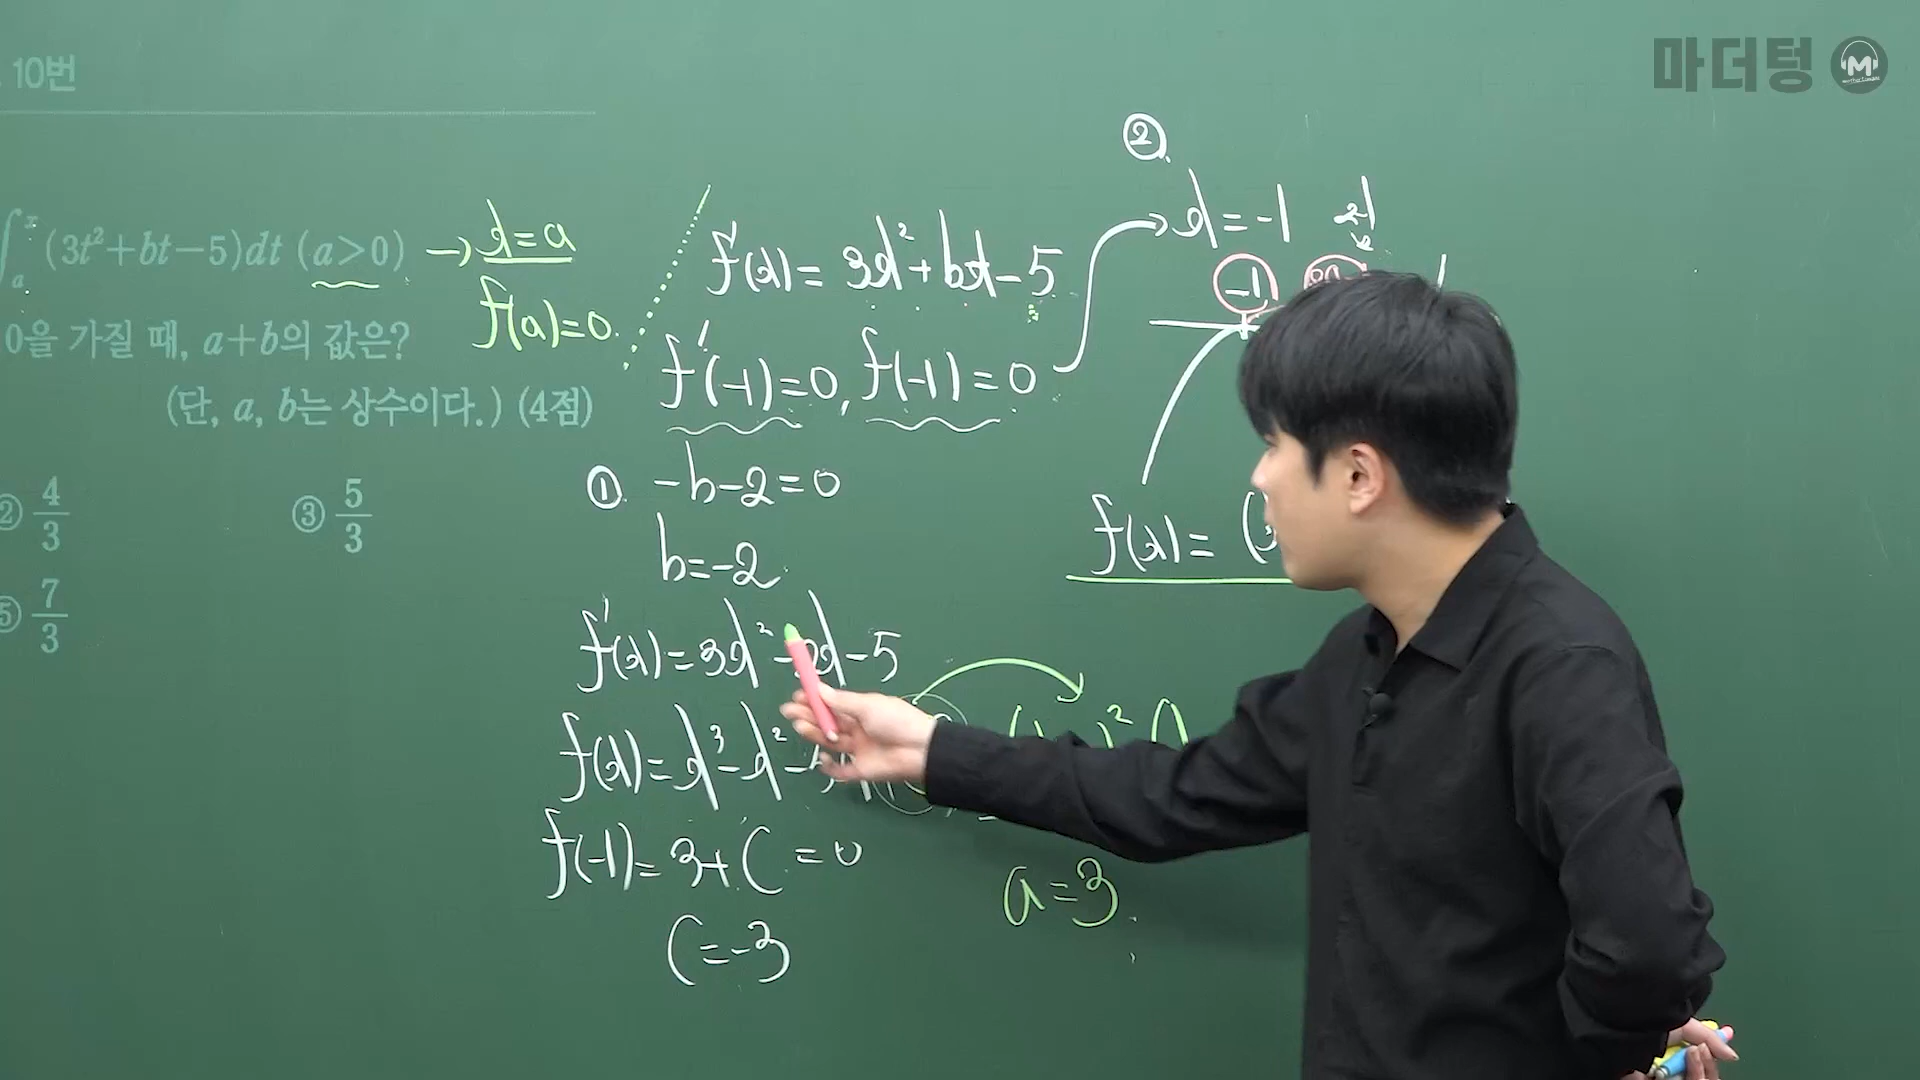 10번
마더텅 M
∫ₐˣ (3t²+bt−5)dt (a>0)
0을 가질 때, a+b의 값은?
(단, a, b는 상수이다.) (4점)
② 4/3
③ 5/3
⑤ 7/3
→ x=a
f(a)=0.
f'(x)=3x²+bx−5
f'(−1)=0, f(−1)=0
① −b−2=0
b=−2
f'(x)=3x²−2x−5
f(x)=x³−x²−5
f(−1)=3+C=0
C=−3
②
x=−1
−1
f(x)=(
a=3